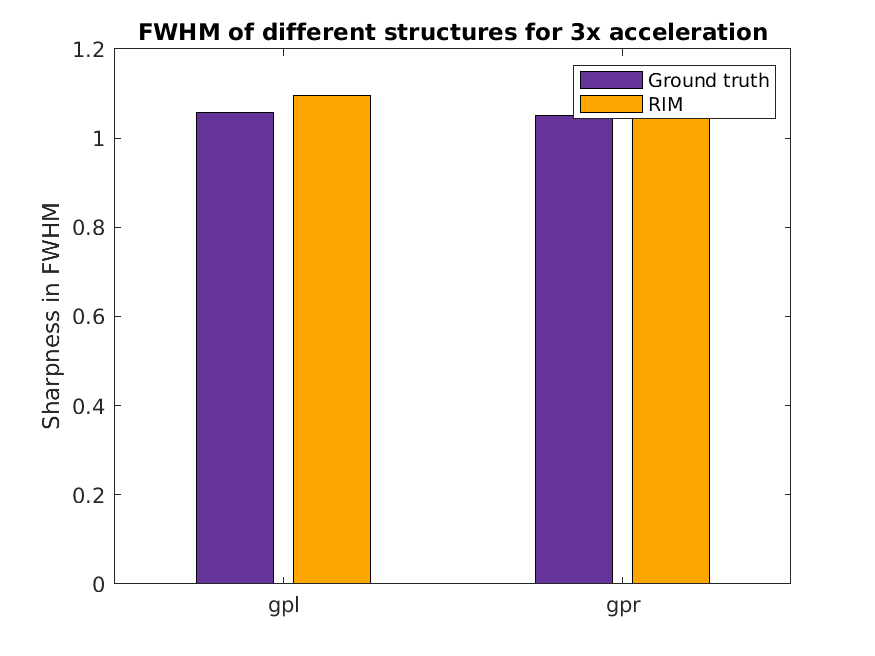 FWHM of different structures for 3x acceleration
Ground truth
RIM
Sharpness in FWHM
1.2
1
0.8
0.6
0.4
0.2
0
gpl
gpr